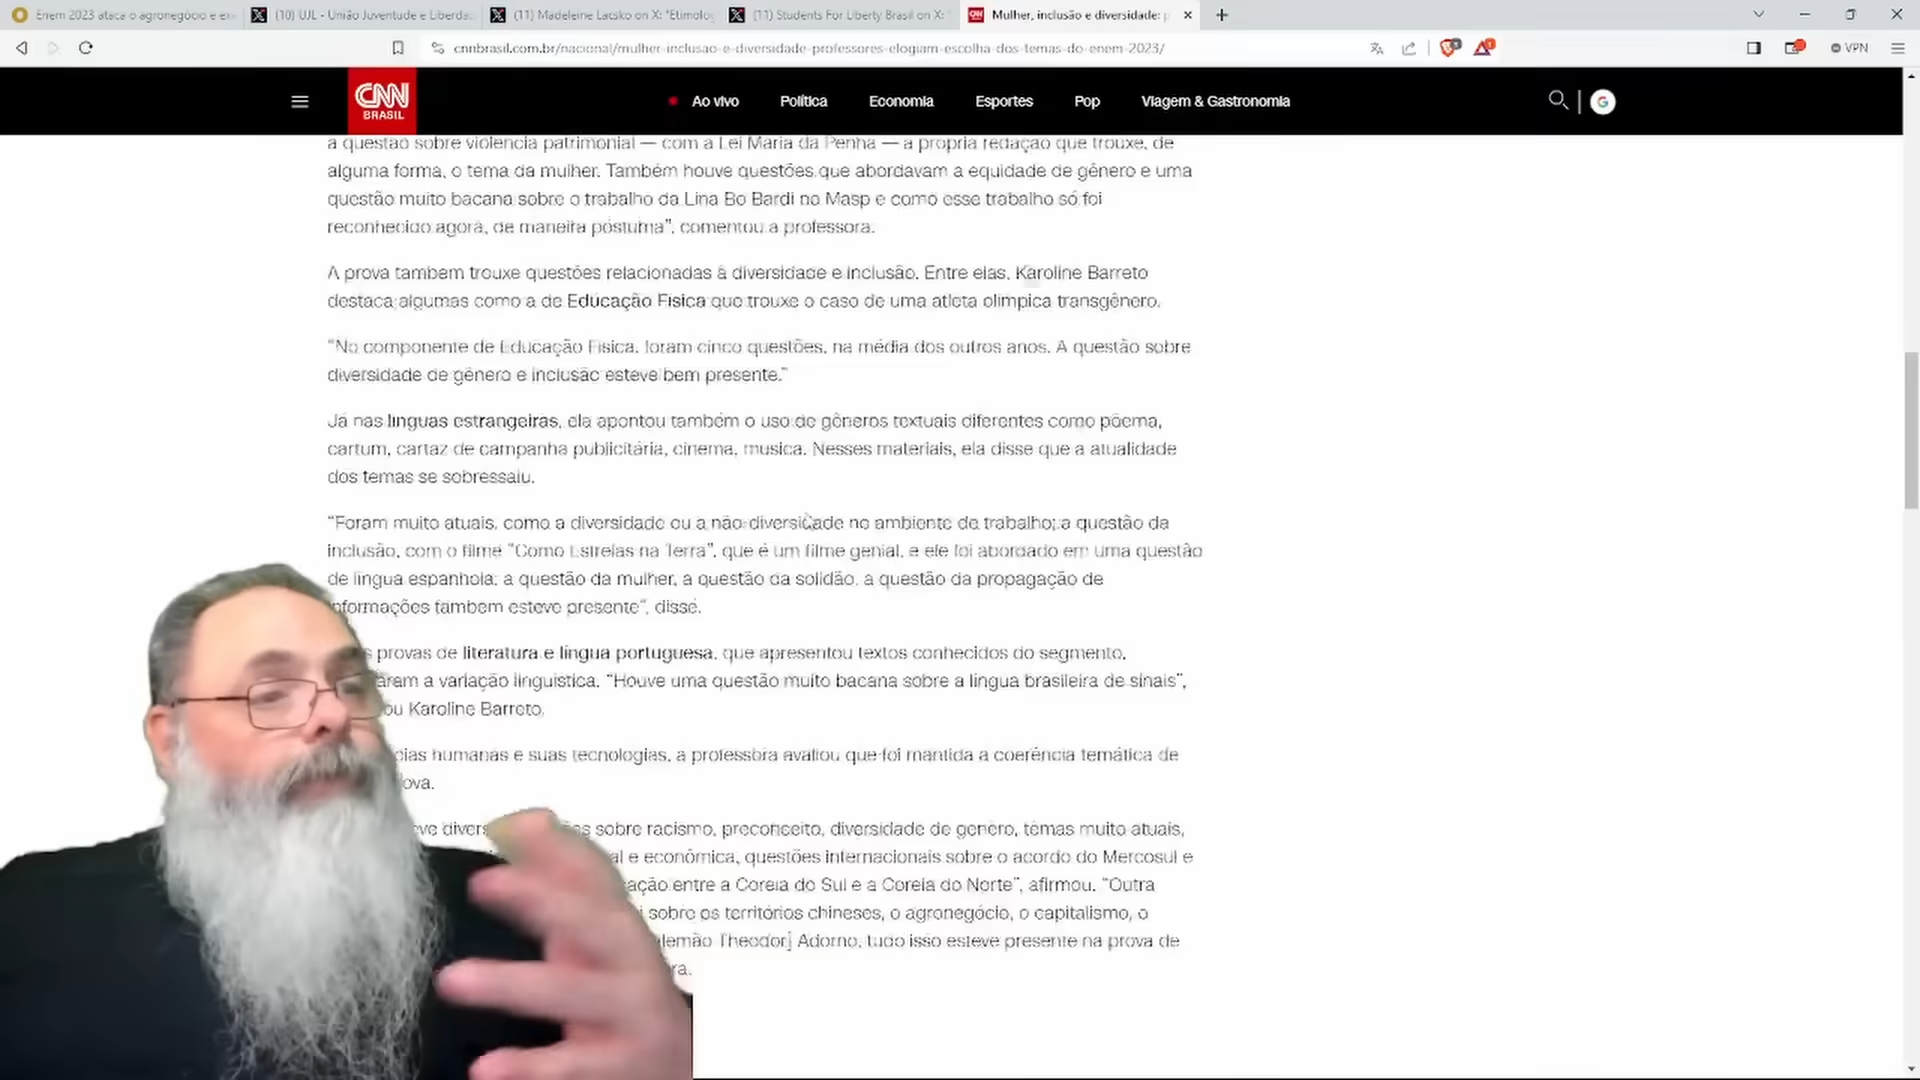 Enem 2023 ataca o agronegócio e ex
(10) UJL - União Juventude e Liberda
(11) Madeleine Lacsko on X: "Etimolo
(11) Students For Liberty Brasil on X:
Mulher, inclusão e diversidade: p
cnnbrasil.com.br/nacional/mulher-inclusao-e-diversidade-professores-elogiam-escolha-dos-temas-do-enem-2023/
VPN
CNN BRASIL
Ao vivo
Política
Economia
Esportes
Pop
Viagem & Gastronomia
a questão sobre violência patrimonial — com a Lei Maria da Penha — a própria redação que trouxe, de
alguma forma, o tema da mulher. Também houve questões que abordavam a equidade de gênero e uma
questão muito bacana sobre o trabalho da Lina Bo Bardi no Masp e como esse trabalho só foi
reconhecido agora, de maneira póstuma”, comentou a professora.
A prova também trouxe questões relacionadas à diversidade e inclusão. Entre elas, Karoline Barreto
destaca algumas como a de Educação Física que trouxe o caso de uma atleta olímpica transgênero.
“No componente de Educação Física, foram cinco questões, na média dos outros anos. A questão sobre
diversidade de gênero e inclusão esteve bem presente.”
Já nas línguas estrangeiras, ela apontou também o uso de gêneros textuais diferentes como poema,
cartum, cartaz de campanha publicitária, cinema, música. Nesses materiais, ela disse que a atualidade
dos temas se sobressaiu.
“Foram muito atuais, como a diversidade ou a não diversidade no ambiente de trabalho; a questão da
inclusão, com o filme “Como Estrelas na Terra”, que é um filme genial, e ele foi abordado em uma questão
de língua espanhola; a questão da mulher, a questão da solidão, a questão da propagação de
informações também esteve presente”, disse.
provas de literatura e língua portuguesa, que apresentou textos conhecidos do segmento,
aram a variação linguística. “Houve uma questão muito bacana sobre a língua brasileira de sinais”,
ou Karoline Barreto.
cias humanas e suas tecnologias, a professora avaliou que foi mantida a coerência temática de
ova.
ve divers sobre racismo, preconceito, diversidade de gênero, temas muito atuais,
al e econômica, questões internacionais sobre o acordo do Mercosul e
ação entre a Coreia do Sul e a Coreia do Norte”, afirmou. “Outra
i sobre os territórios chineses, o agronegócio, o capitalismo, o
lemão Theodor] Adorno, tudo isso esteve presente na prova de
ra.